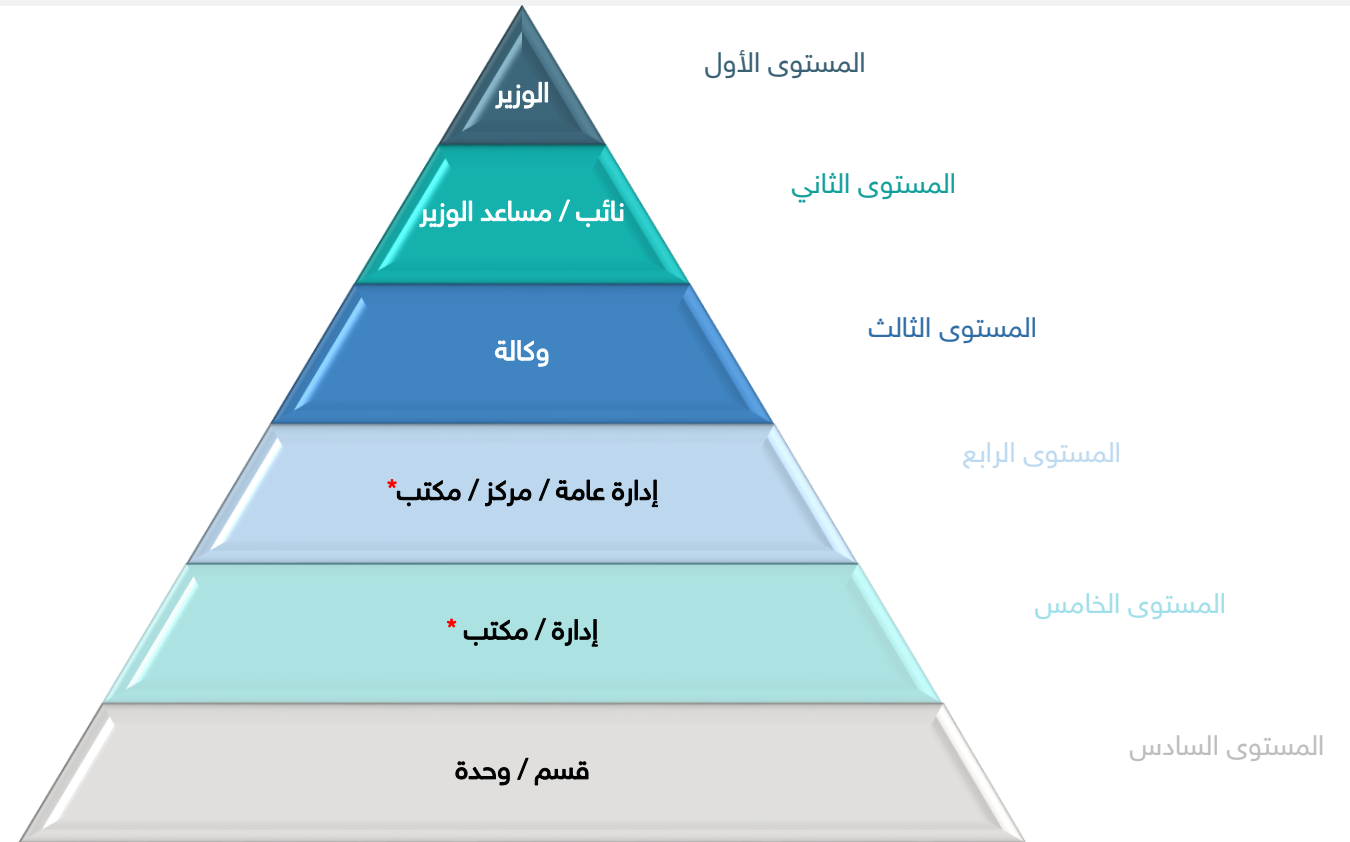 المستوى الأول
الوزير
المستوى الثاني
نائب / مساعد الوزير
المستوى الثالث
وكالة
المستوى الرابع
إدارة عامة / مركز / مكتب*
المستوى الخامس
إدارة / مكتب *
المستوى السادس
قسم / وحدة